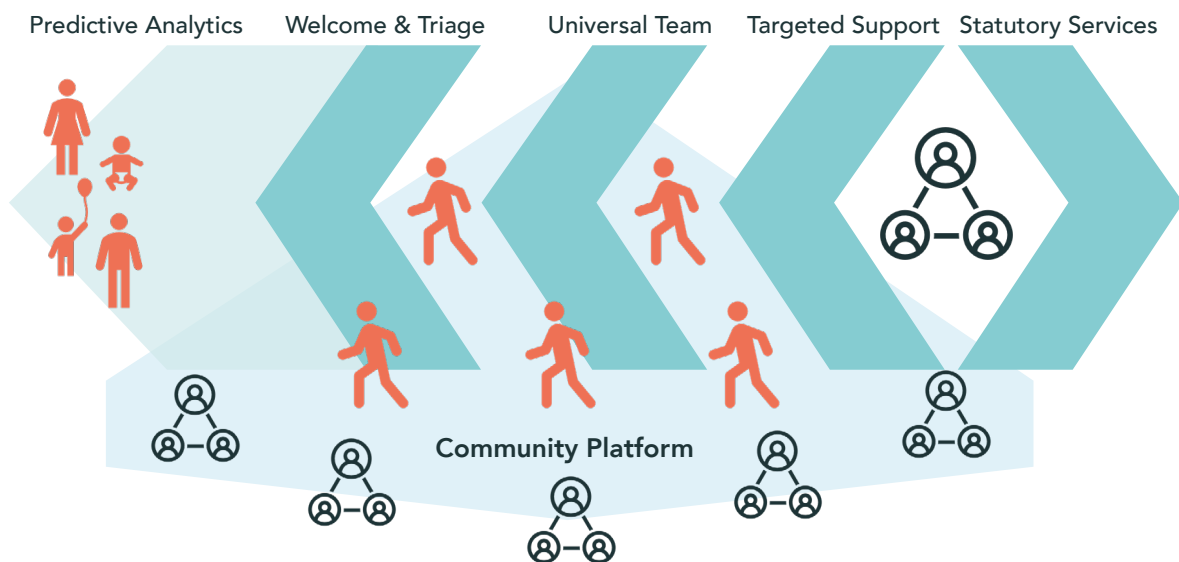 Predictive Analytics
Welcome & Triage
Universal Team
Targeted Support
Statutory Services
Community Platform